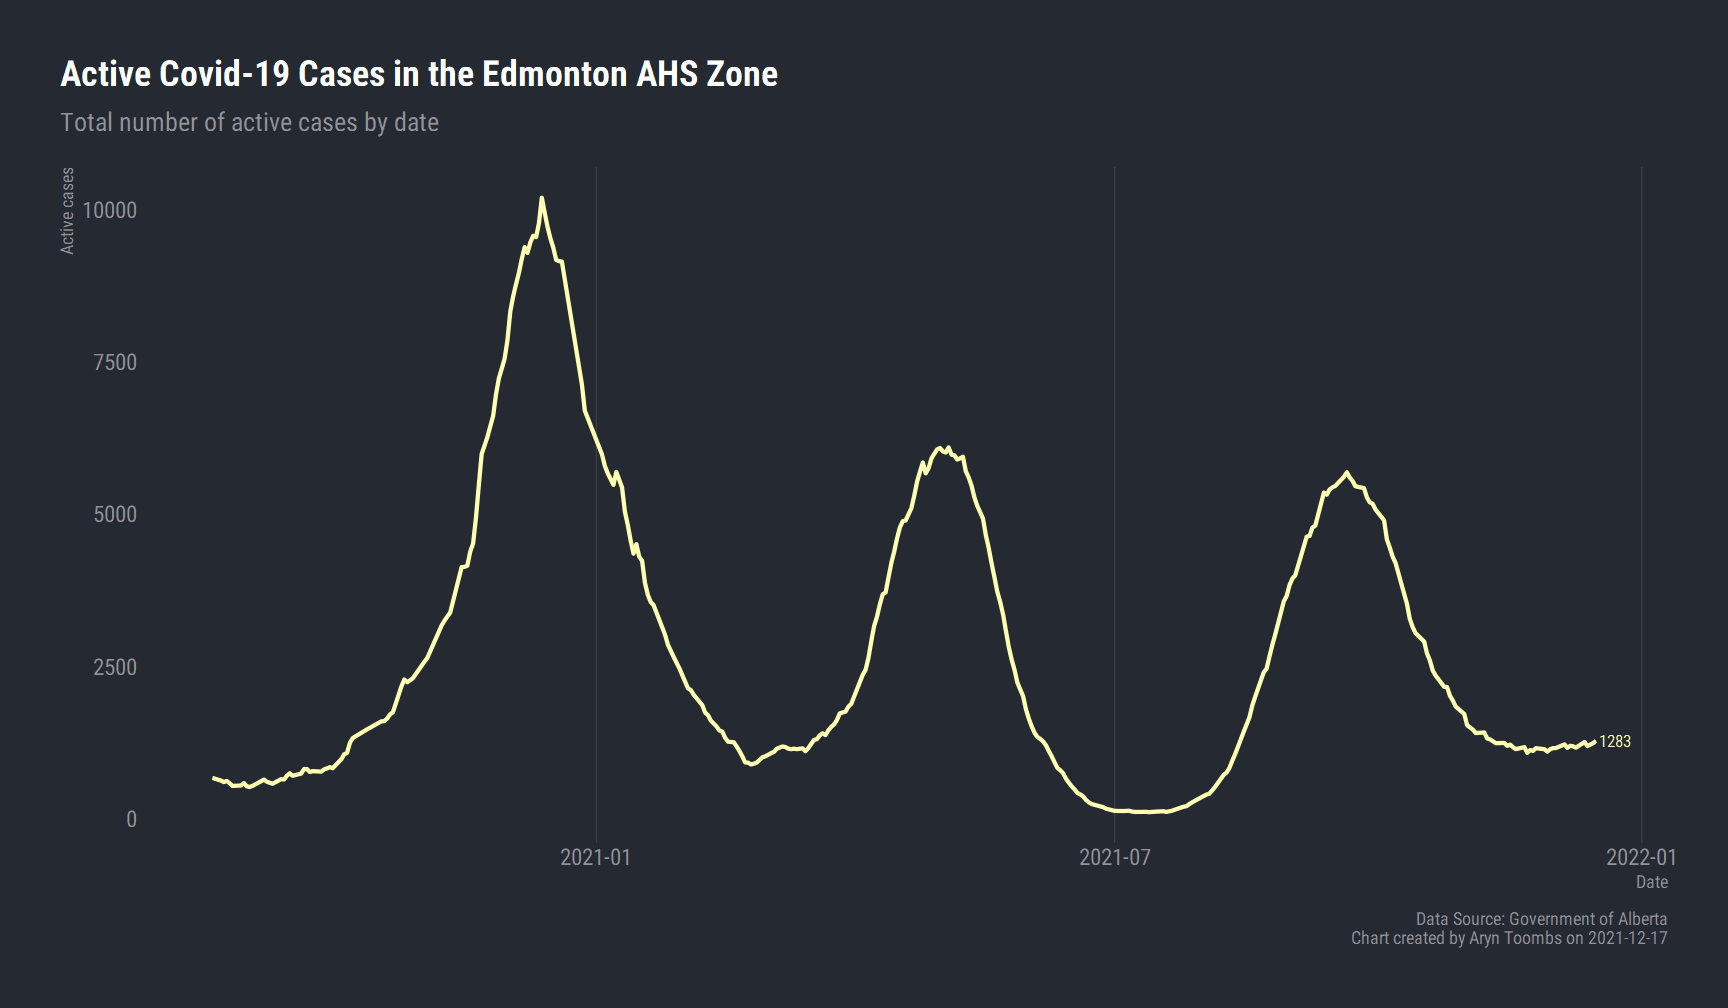 Active Covid-19 Cases in the Edmonton AHS Zone
Total number of active cases by date
Active cases
10000
7500
5000
2500
0
1283
2021-01
2021-07
2022-01
Date
Data Source: Government of Alberta
Chart created by Aryn Toombs on 2021-12-17